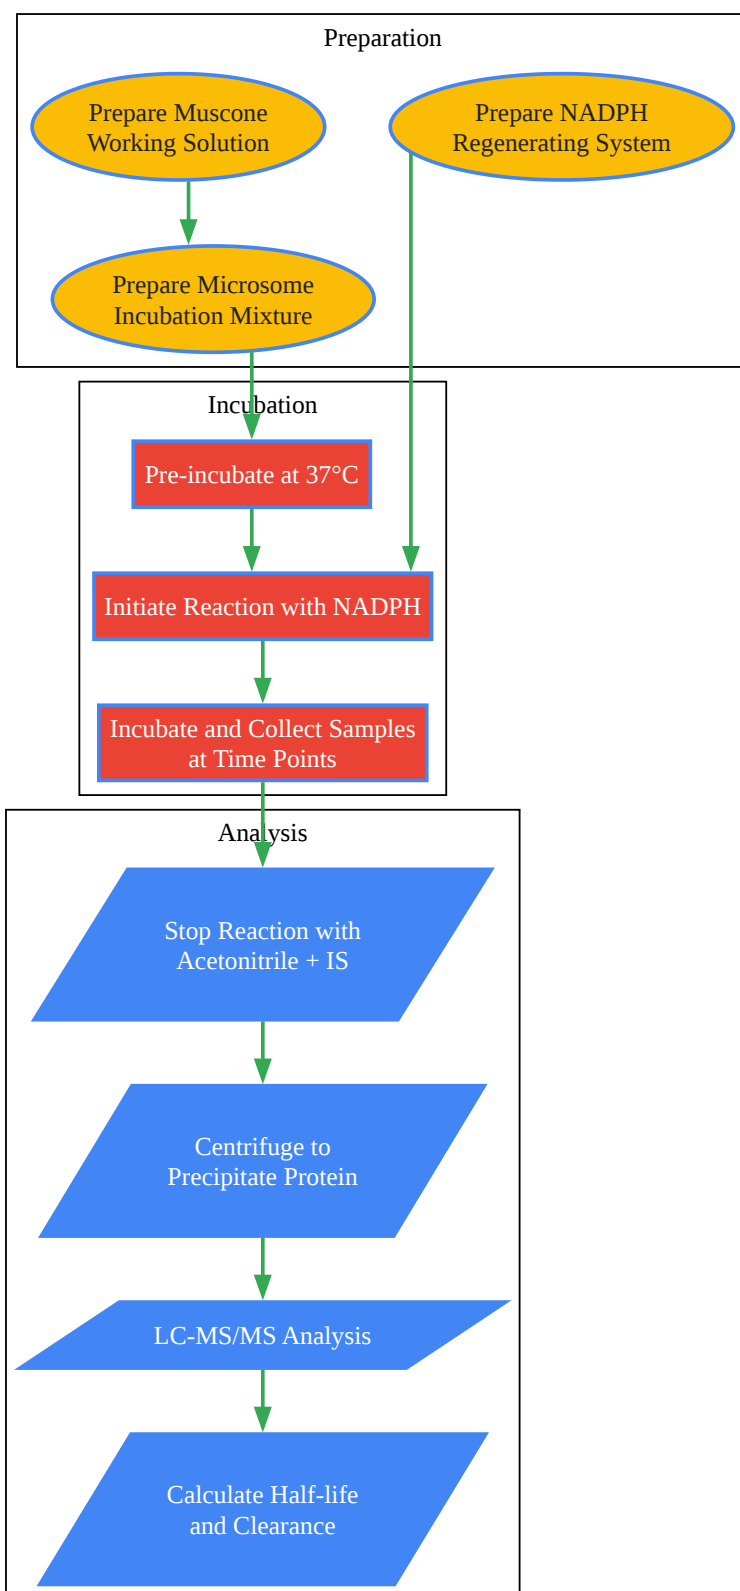 Preparation
Prepare Muscone
Working Solution
Prepare NADPH
Regenerating System
Prepare Microsome
Incubation Mixture
Incubation
Pre-incubate at 37°C
Initiate Reaction with NADPH
Incubate and Collect Samples
at Time Points
Analysis
Stop Reaction with
Acetonitrile + IS
Centrifuge to
Precipitate Protein
LC-MS/MS Analysis
Calculate Half-life
and Clearance